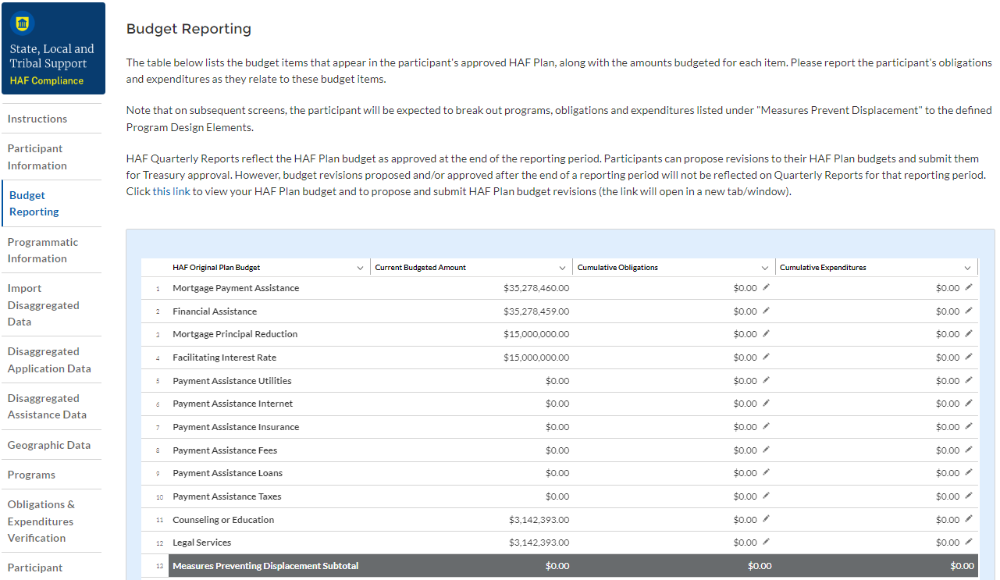 State, Local and
Tribal Support
HAF Compliance
Instructions
Participant
Information
Budget
Reporting
Programmatic
Information
Import
Disaggregated
Data
Disaggregated
Application Data
Disaggregated
Assistance Data
Geographic Data
Programs
Obligations &
Expenditures
Verification
Participant
Budget Reporting
The table below lists the budget items that appear in the participant's approved HAF Plan, along with the amounts budgeted for each item. Please report the participant's obligations
and expenditures as they relate to these budget items.
Note that on subsequent screens, the participant will be expected to break out programs, obligations and expenditures listed under "Measures Prevent Displacement" to the defined
Program Design Elements.
HAF Quarterly Reports reflect the HAF Plan budget as approved at the end of the reporting period. Participants can propose revisions to their HAF Plan budgets and submit them
for Treasury approval. However, budget revisions proposed and/or approved after the end of a reporting period will not be reflected on Quarterly Reports for that reporting period.
Click this link to view your HAF Plan budget and to propose and submit HAF Plan budget revisions (the link will open in a new tab/window).
HAF Original Plan Budget Current Budgeted Amount Cumulative Obligations Cumulative Expenditures
1 Mortgage Payment Assistance $35,278,460.00 $0.00 $0.00
2 Financial Assistance $35,278,459.00 $0.00 $0.00
3 Mortgage Principal Reduction $15,000,000.00 $0.00 $0.00
4 Facilitating Interest Rate $15,000,000.00 $0.00 $0.00
5 Payment Assistance Utilities $0.00 $0.00 $0.00
6 Payment Assistance Internet $0.00 $0.00 $0.00
7 Payment Assistance Insurance $0.00 $0.00 $0.00
8 Payment Assistance Fees $0.00 $0.00 $0.00
9 Payment Assistance Loans $0.00 $0.00 $0.00
10 Payment Assistance Taxes $0.00 $0.00 $0.00
11 Counseling or Education $3,142,393.00 $0.00 $0.00
12 Legal Services $3,142,393.00 $0.00 $0.00
13 Measures Preventing Displacement Subtotal $0.00 $0.00 $0.00